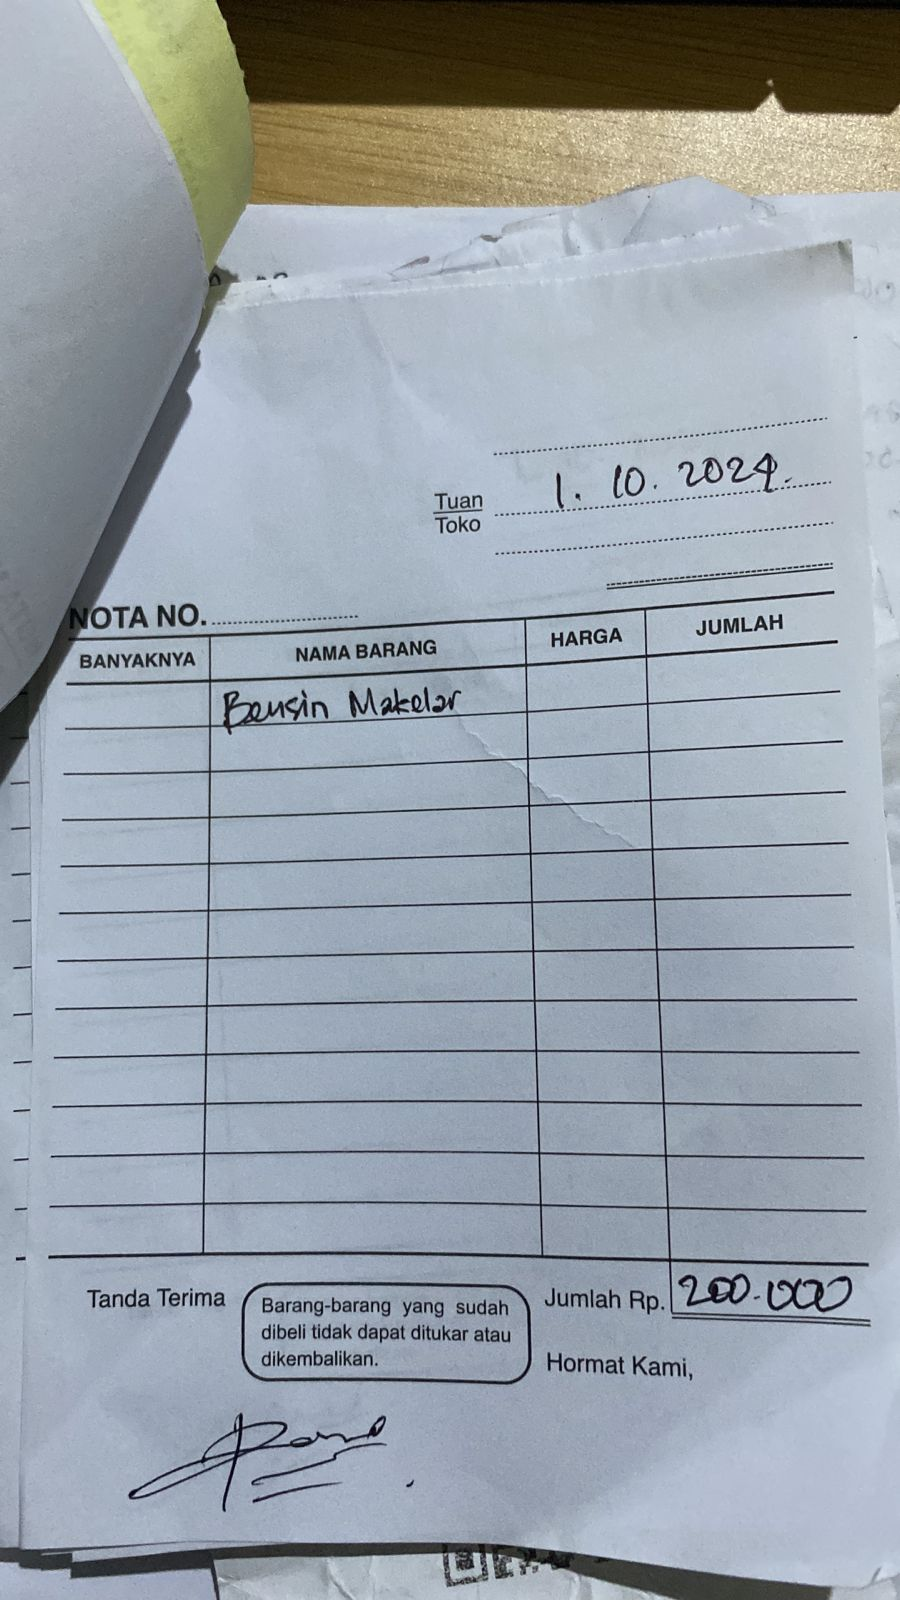 1. 10. 2024.
Tuan
Toko
NOTA NO.
BANYAKNYA NAMA BARANG HARGA JUMLAH
Bensin Makelar
Tanda Terima
Barang-barang yang sudah
dibeli tidak dapat ditukar atau
dikembalikan.
Jumlah Rp. 200.000
Hormat Kami,